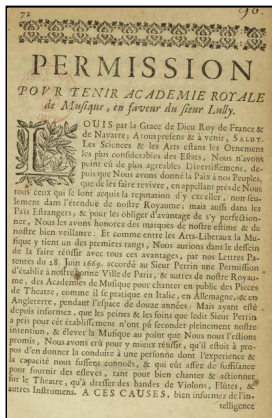 72
90.
PERMISSION
POVR TENIR ACADEMIE ROYALE
de Musique, en faveur du sieur Lully.
LOUIS par la Grace de Dieu Roy de France &
de Navarre; A tous presens & à venir, SALUT.
Les Sciences & les Arts estans les Ornemens
les plus considerables des Estats, Nous n'avons
point eû de plus agreables Divertissemens, de-
puis que Nous avons donné la Paix à nos Peuples,
que de les faire revivre, en appellant prés de Nous
tous ceux qui se sont acquis la reputation d'y exceller, non seu-
lement dans l'étenduë de nostre Royaume; mais aussi dans les
Païs Estrangers, & pour les obliger d'avantage de s'y perfection-
ner, Nous les avons honorez des marques de nostre estime & de
nostre bien veillance: Et comme entre les Arts-Liberaux la Mu-
sique y tient un des premiers rangs, Nous aurions dans le dessein
de la faire réüssir avec tous ces avantages, par nos Lettres Pa-
tentes du 28. Juin 1669. accordé au Sieur Perrin une Permission
d'établir à nostre bonne Ville de Paris, & autres de nostre Royau-
me, des Academies de Musique pour chanter en public des Pieces
de Theatre, comme il se pratique en Italie, en Allemagne, & en
Angleterre, pendant l'espace de douze années: Mais ayant esté
depuis informez, que les peines & les soins que ledit Sieur Perrin
a pris pour cét établissement n'ont pû seconder pleinement nostre
intention, & élever la Musique au point que Nous nous l'estions
promis, Nous avons crû pour y mieux réüssir, qu'il estoit à pro-
pos d'en donner la conduite à une personne dont l'experience &
la capacité nous fussent connuës, & qui eût assez de suffisance
pour fournir des esleves, tant pour bien chanter & actionner
sur le Theatre, qu'à dresser des bandes de Violons, Flûtes, &
autres Instrumens. A CES CAUSES, bien informez de l'in-
telligence